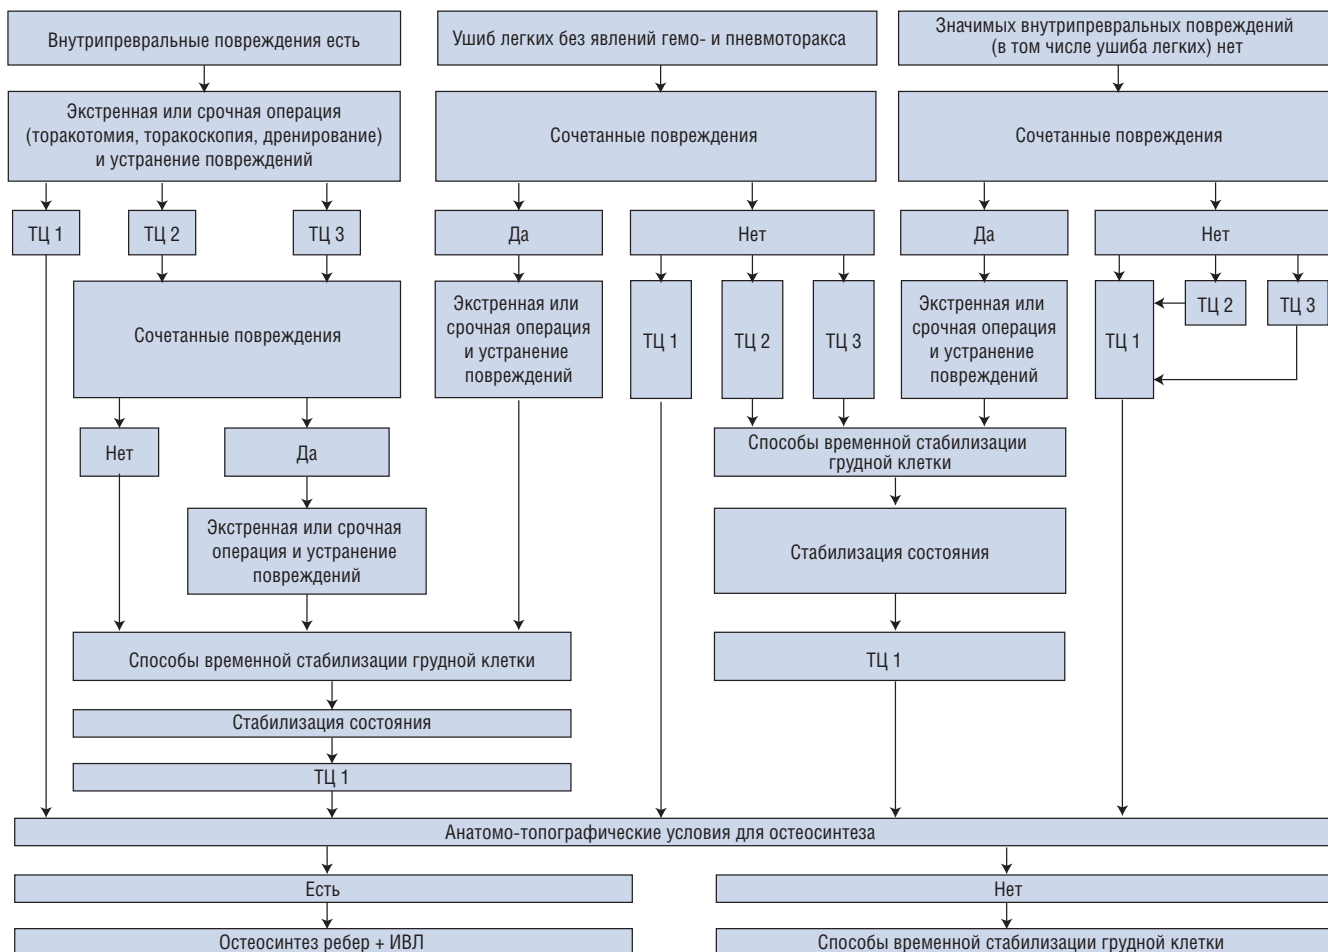 Внутрипревральные повреждения есть
Ушиб легких без явлений гемо- и пневмоторакса
Значимых внутрипревральных повреждений
(в том числе ушиба легких) нет
Экстренная или срочная операция
(торакотомия, торакоскопия, дренирование)
и устранение повреждений
Сочетанные повреждения
Сочетанные повреждения
ТЦ 1
ТЦ 2
ТЦ 3
Да
Нет
Да
Нет
Сочетанные повреждения
Экстренная или
срочная операция
и устранение
повреждений
ТЦ 1
ТЦ 2
ТЦ 3
Экстренная или
срочная операция
и устранение
повреждений
ТЦ 1
ТЦ 2
ТЦ 3
Нет
Да
Способы временной стабилизации
грудной клетки
Экстренная или срочная
операция и устранение
повреждений
Стабилизация состояния
Способы временной стабилизации грудной клетки
ТЦ 1
Стабилизация состояния
ТЦ 1
Анатомо-топографические условия для остеосинтеза
Есть
Нет
Остеосинтез ребер + ИВЛ
Способы временной стабилизации грудной клетки